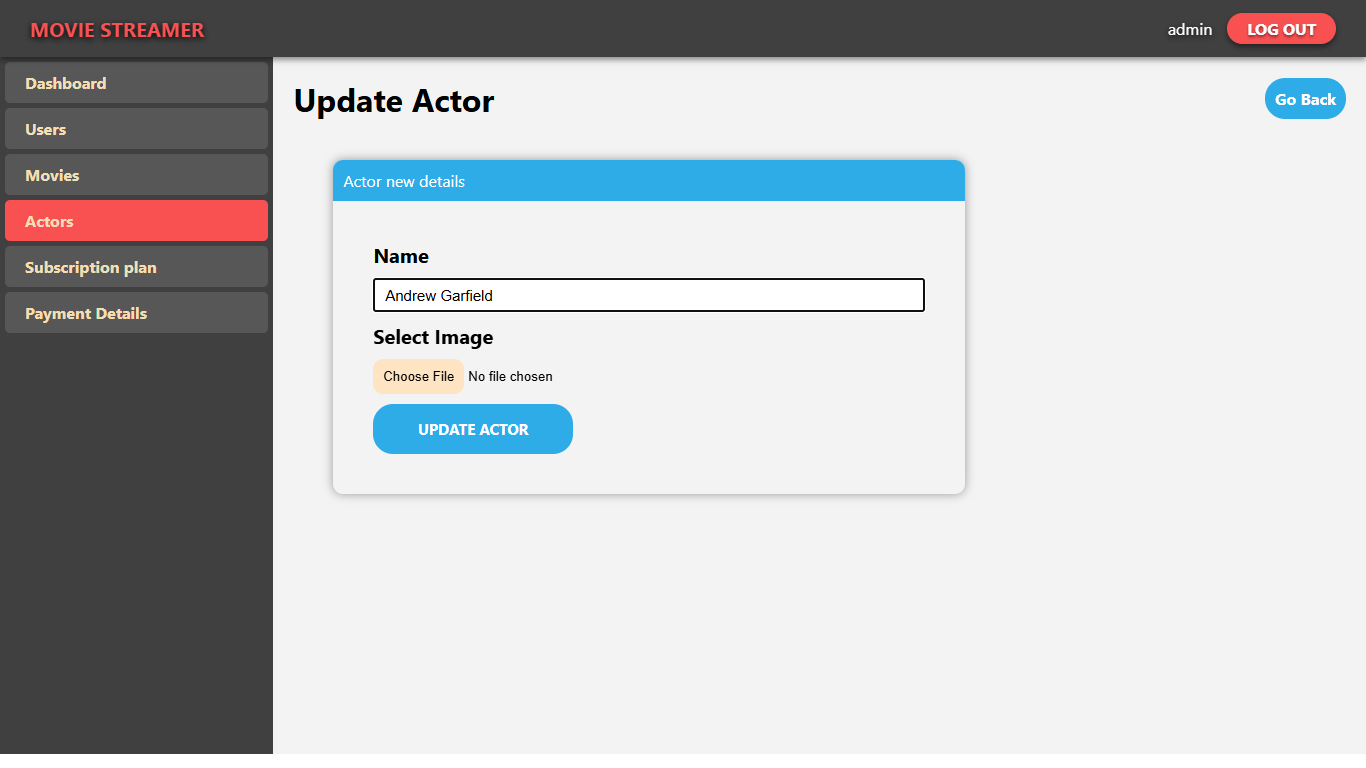 MOVIE STREAMER
admin
LOG OUT
Dashboard
Users
Movies
Actors
Subscription plan
Payment Details
Update Actor
Go Back
Actor new details
Name
Andrew Garfield
Select Image
Choose File No file chosen
UPDATE ACTOR